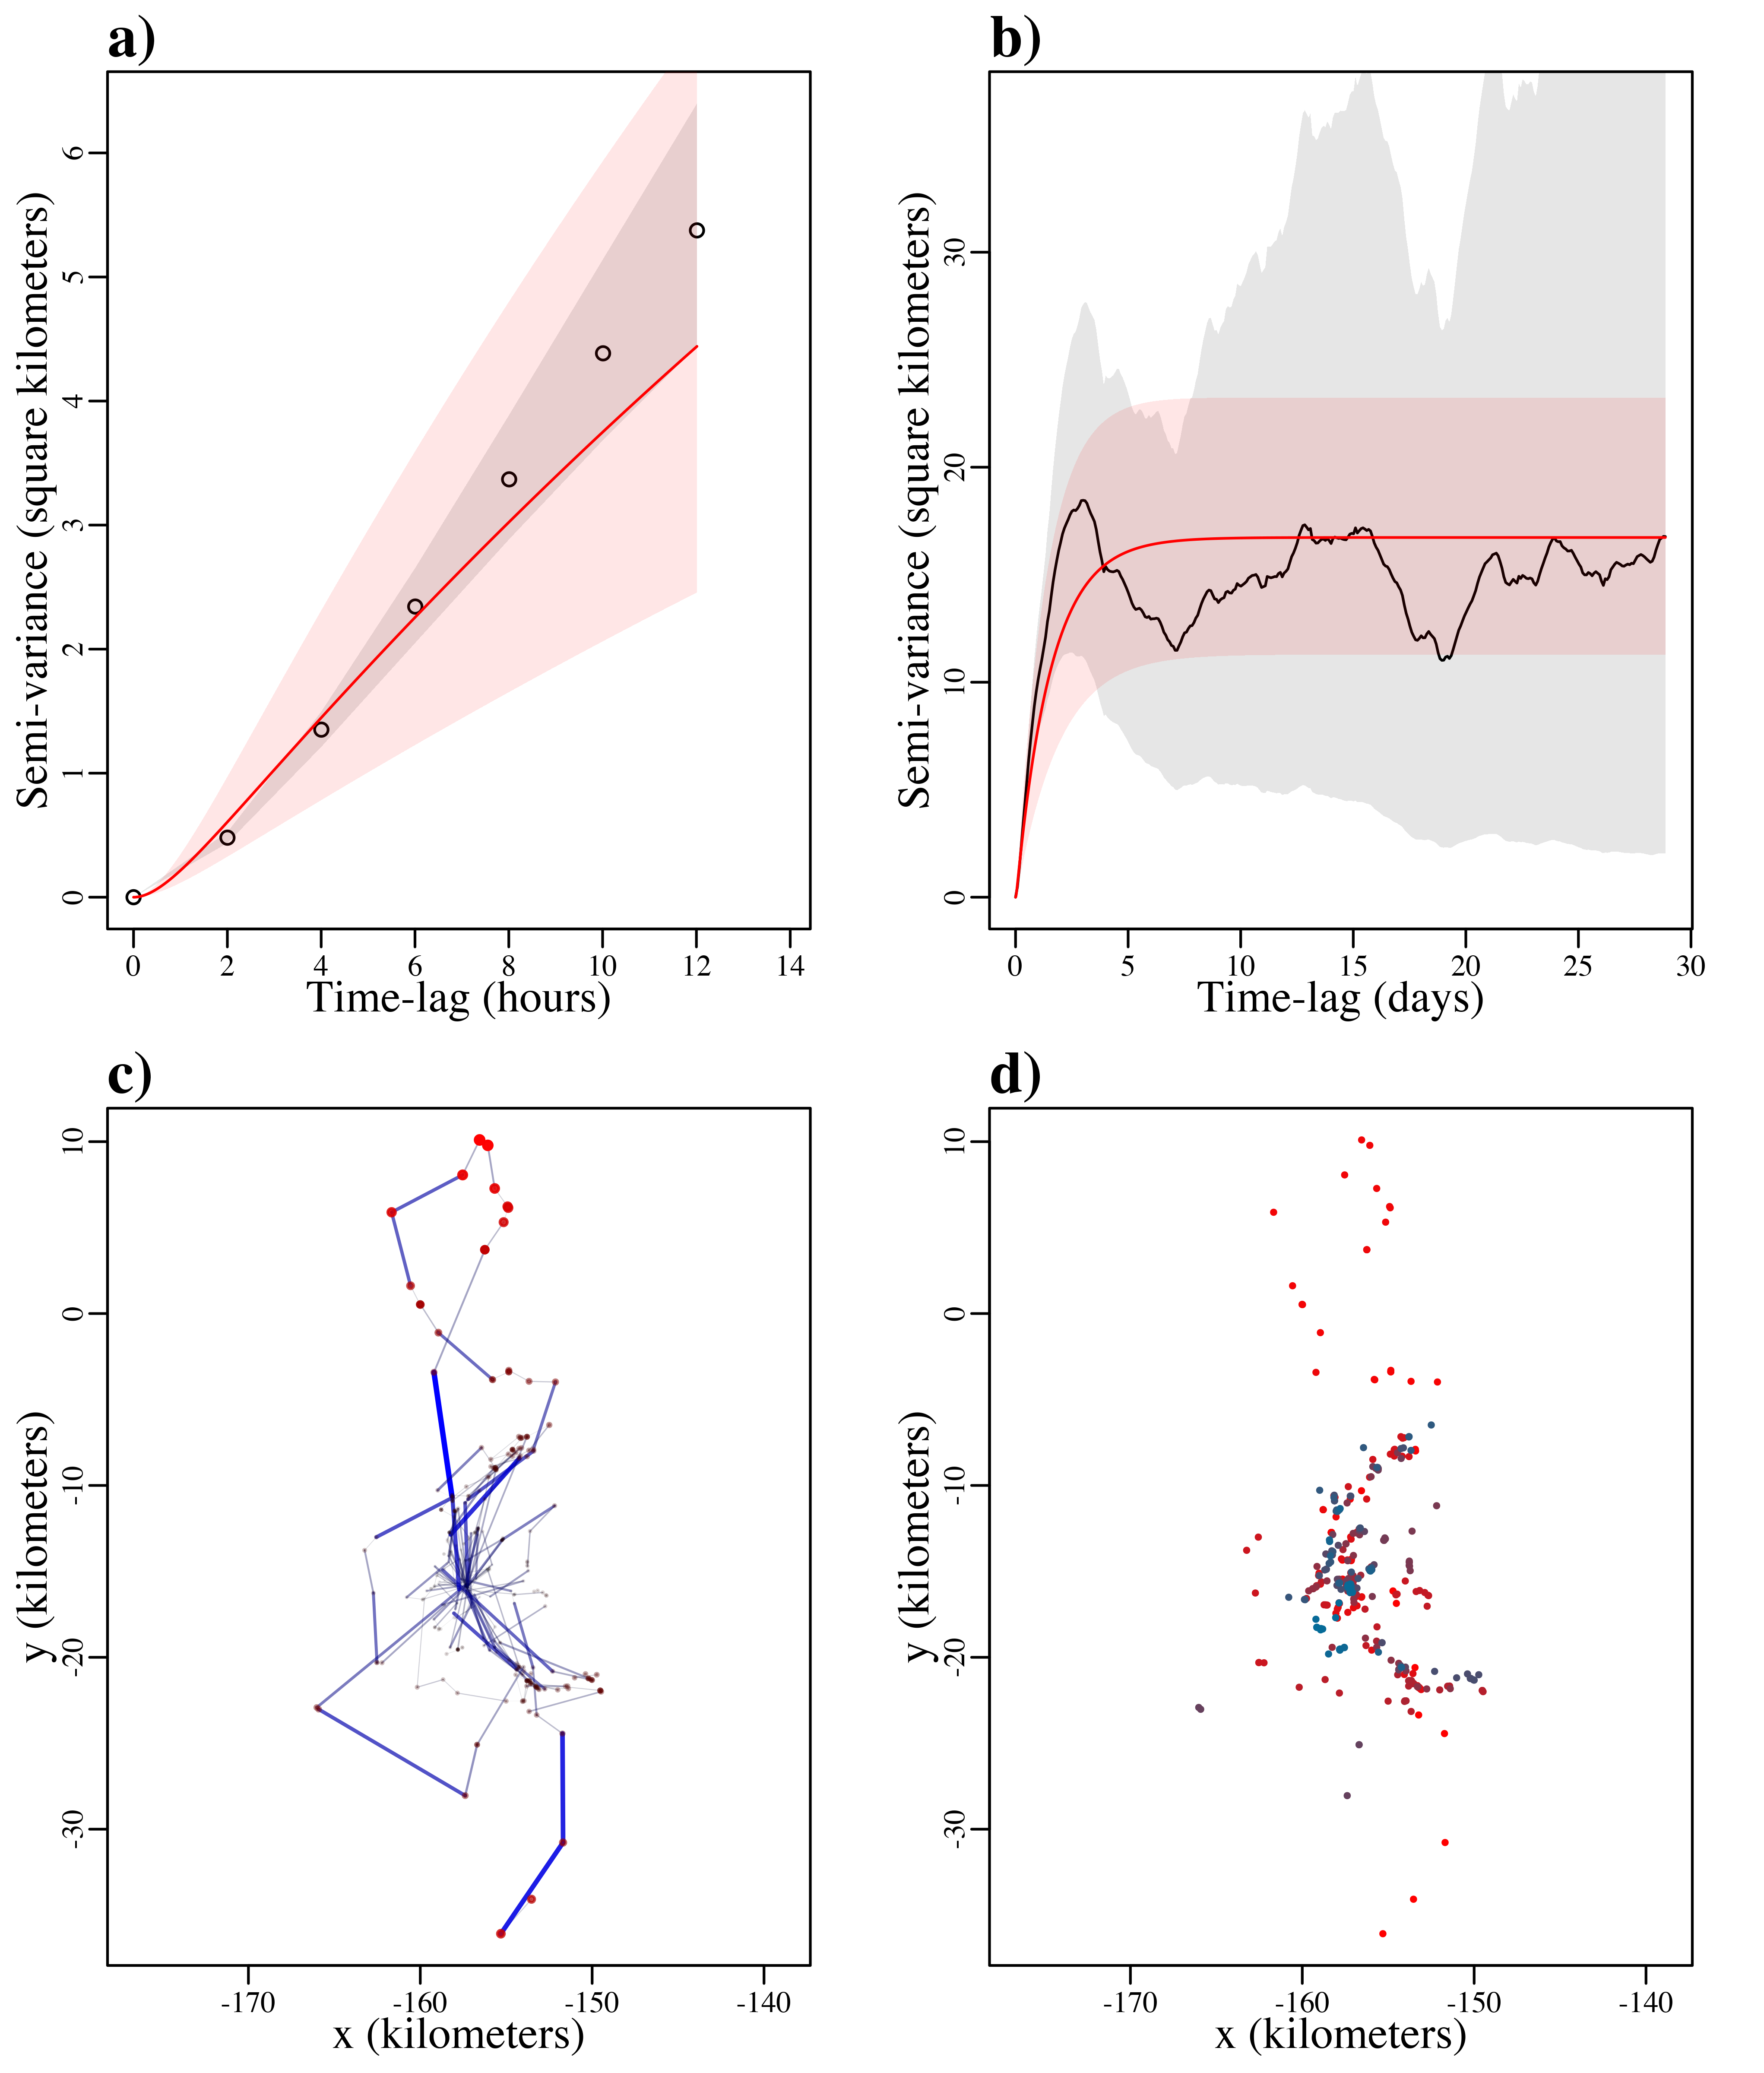 a)
Semi-variance (square kilometers)
0 1 2 3 4 5 6
0 2 4 6 8 10 12 14
Time-lag (hours)
b)
Semi-variance (square kilometers)
0 10 20 30
0 5 10 15 20 25 30
Time-lag (days)
c)
y (kilometers)
-30 -20 -10 0 10
-170 -160 -150 -140
x (kilometers)
d)
y (kilometers)
-30 -20 -10 0 10
-170 -160 -150 -140
x (kilometers)